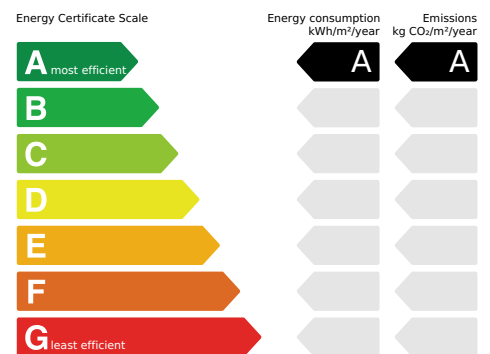 Energy Certificate Scale
Energy consumption
kWh/m²/year
Emissions
kg CO₂/m²/year
A most efficient
A
A
B
C
D
E
F
G least efficient